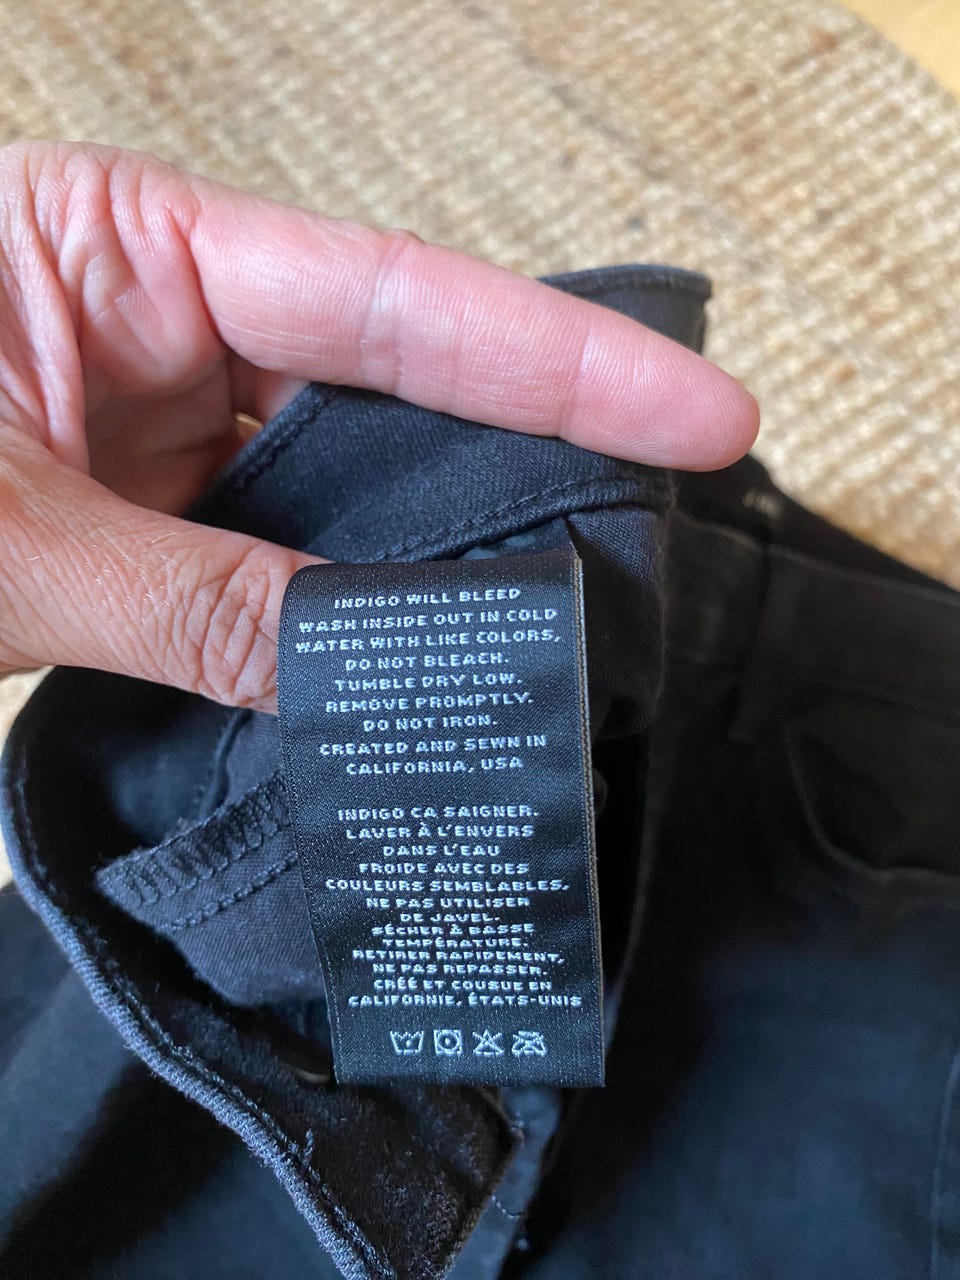 INDIGO WILL BLEED
WASH INSIDE OUT IN COLD
WATER WITH LIKE COLORS,
DO NOT BLEACH.
TUMBLE DRY LOW.
REMOVE PROMPTLY.
DO NOT IRON.
CREATED AND SEWN IN
CALIFORNIA, USA
INDIGO CA SAIGNER.
LAVER À L'ENVERS
DANS L'EAU
FROIDE AVEC DES
COULEURS SEMBLABLES,
NE PAS UTILISER
DE JAVEL.
SÉCHER À BASSE
TEMPÉRATURE.
RETIRER RAPIDEMENT,
NE PAS REPASSER.
CRÉÉ ET COUSUE EN
CALIFORNIE, ÉTATS-UNIS